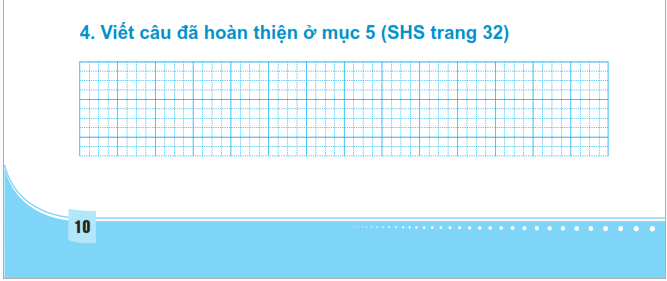 4. Viết câu đã hoàn thiện ở mục 5 (SHS trang 32)
10